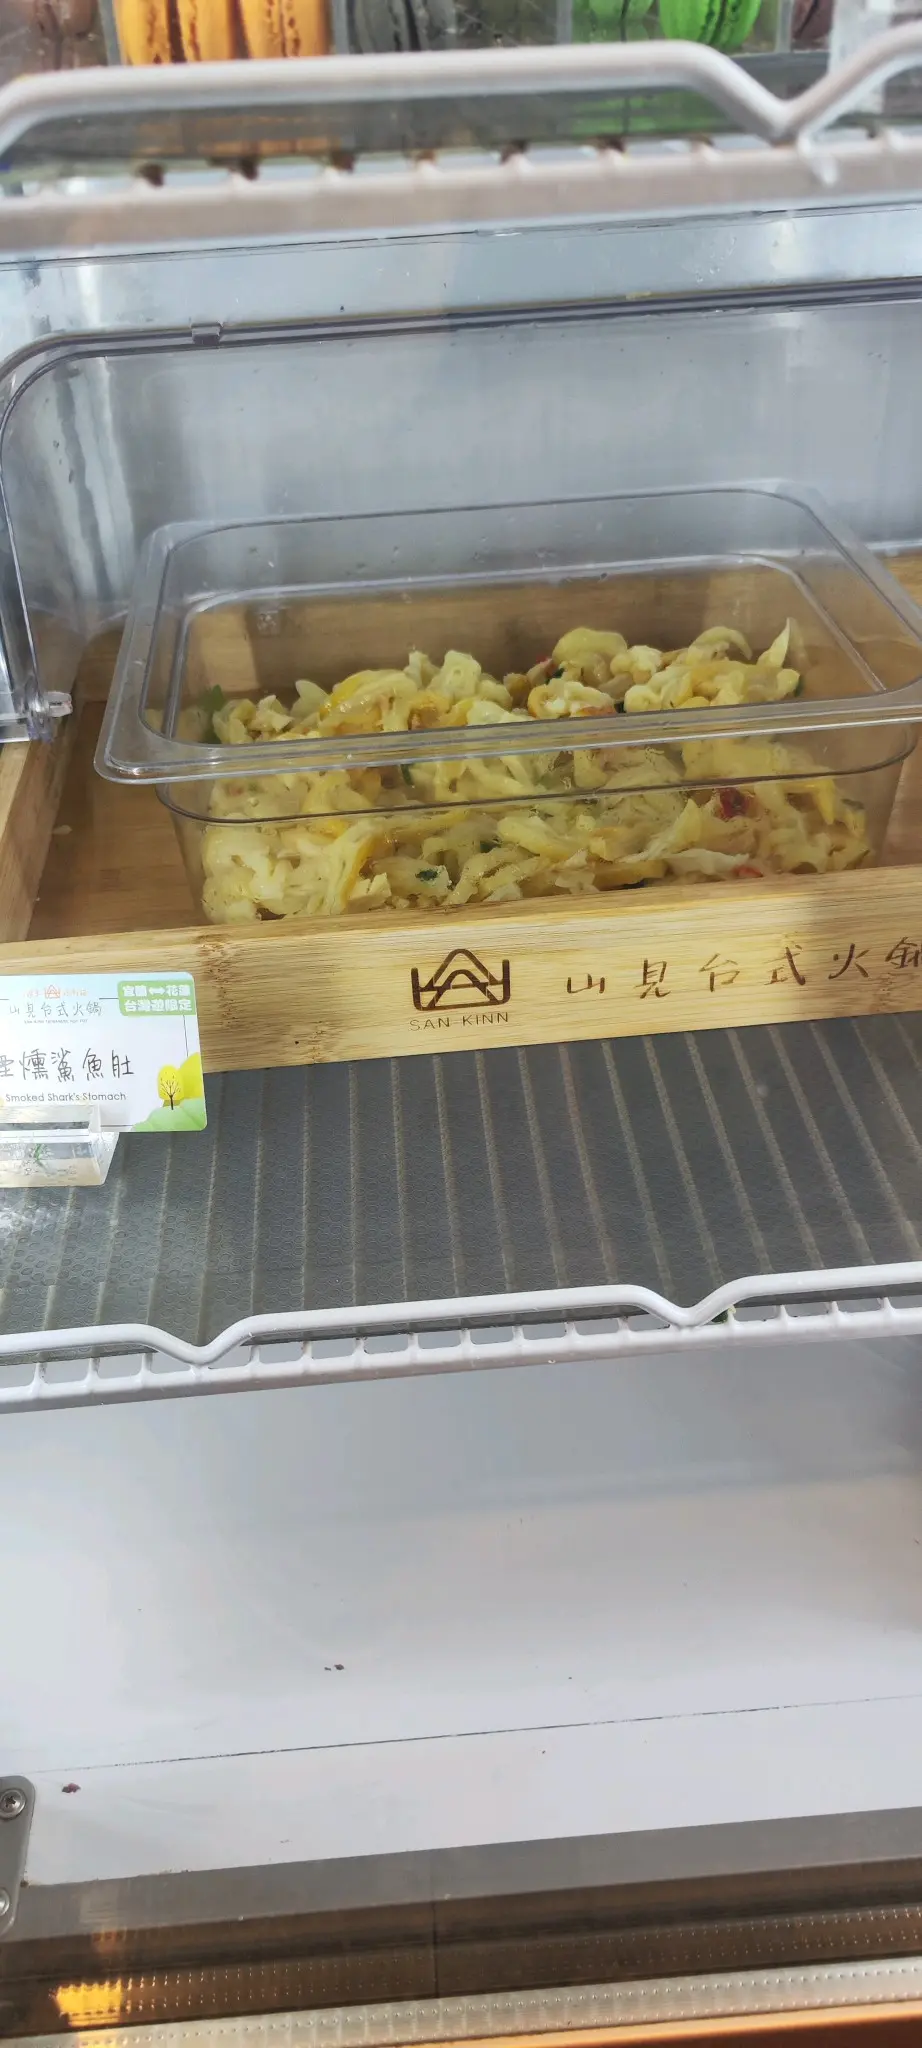 SAN KINN
山見台式火鍋
山見台式火鍋
宜蘭 花蓮
台灣遊限定
燻鯊魚肚
Smoked Shark's Stomach